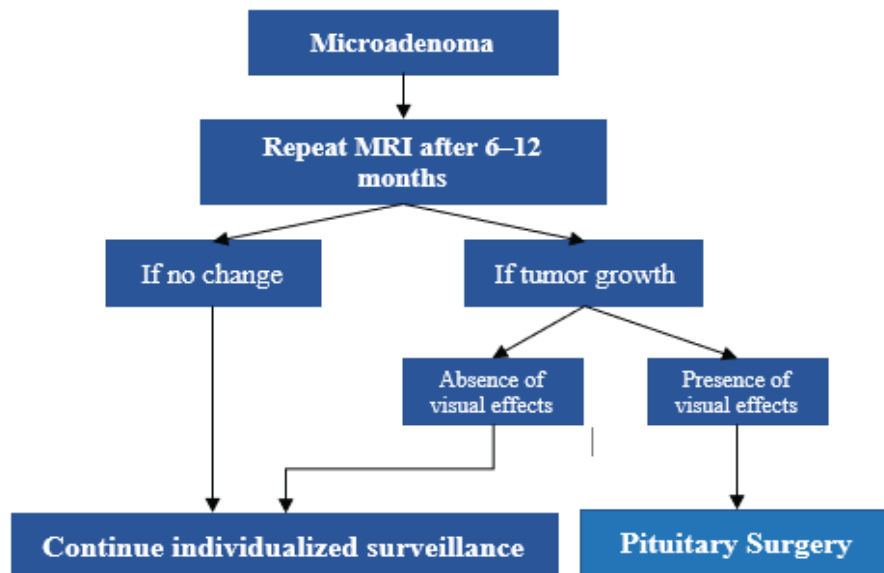 Microadenoma
Repeat MRI after 6–12
months
If no change
If tumor growth
Absence of
visual effects
Presence of
visual effects
Continue individualized surveillance
Pituitary Surgery